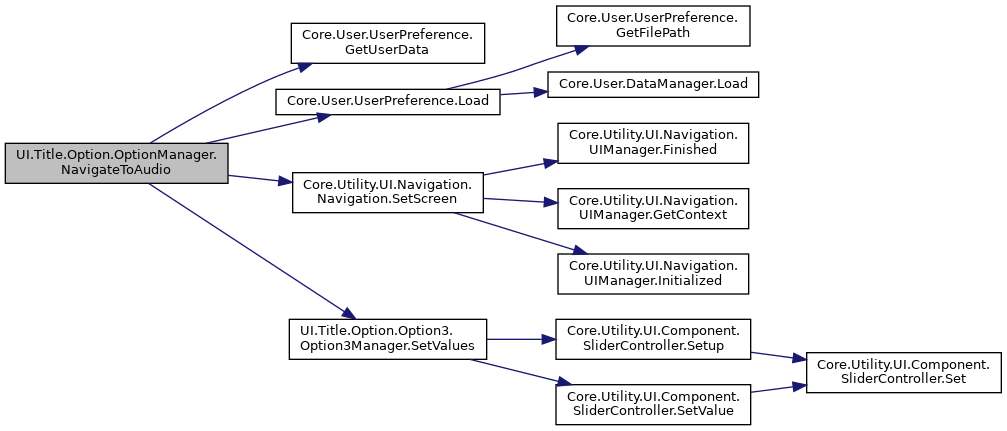 UI.Title.Option.OptionManager.
NavigateToAudio
Core.User.UserPreference.
GetUserData
Core.User.UserPreference.Load
Core.User.UserPreference.
GetFilePath
Core.User.DataManager.Load
Core.Utility.UI.Navigation.
Navigation.SetScreen
Core.Utility.UI.Navigation.
UIManager.Finished
Core.Utility.UI.Navigation.
UIManager.GetContext
Core.Utility.UI.Navigation.
UIManager.Initialized
UI.Title.Option.Option3.
Option3Manager.SetValues
Core.Utility.UI.Component.
SliderController.Setup
Core.Utility.UI.Component.
SliderController.SetValue
Core.Utility.UI.Component.
SliderController.Set